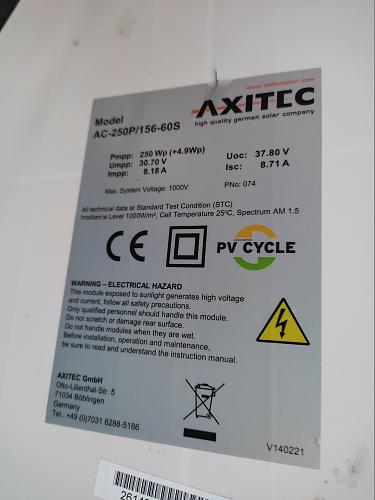 www.axitecsolar.com
AXITEC
high quality german solar company
Model
AC-250P/156-60S
Pmpp: 250 Wp (+4.9Wp)
Umpp: 30.70 V
Impp: 8.18 A
Uoc: 37.80 V
Isc: 8.71 A
Max. System Voltage: 1000V
PNo: 074
All technical data at Standard Test Condition (STC)
Irradiance Level 1000W/m², Cell Temperature 25ºC, Spectrum AM 1.5
CE
PV CYCLE
WARNING – ELECTRICAL HAZARD
This module exposed to sunlight generates high voltage
and current, follow all safety precautions.
Only qualified personnel should handle this module.
Do not scratch or damage rear surface.
Do not handle modules when they are wet.
Before installation, operation and maintenance,
be sure to read and understand the instruction manual.
AXITEC GmbH
Otto-Lilienthal-Str. 5
71034 Böblingen
Germany
Tel.: +49 (0)7031 6288-5186
V140221